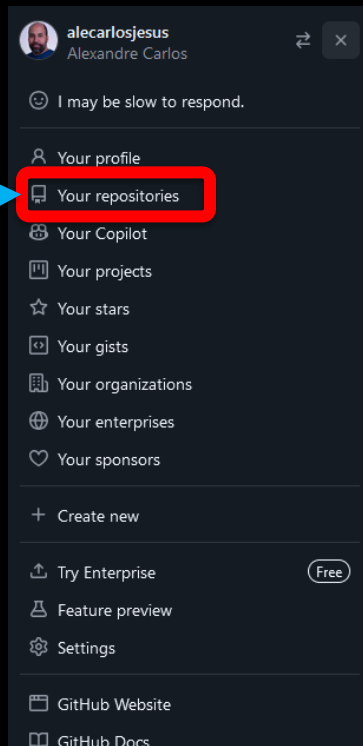 alecarlosjesus
Alexandre Carlos
I may be slow to respond.
Your profile
Your repositories
Your Copilot
Your projects
Your stars
Your gists
Your organizations
Your enterprises
Your sponsors
Create new
Try Enterprise Free
Feature preview
Settings
GitHub Website
GitHub Docs